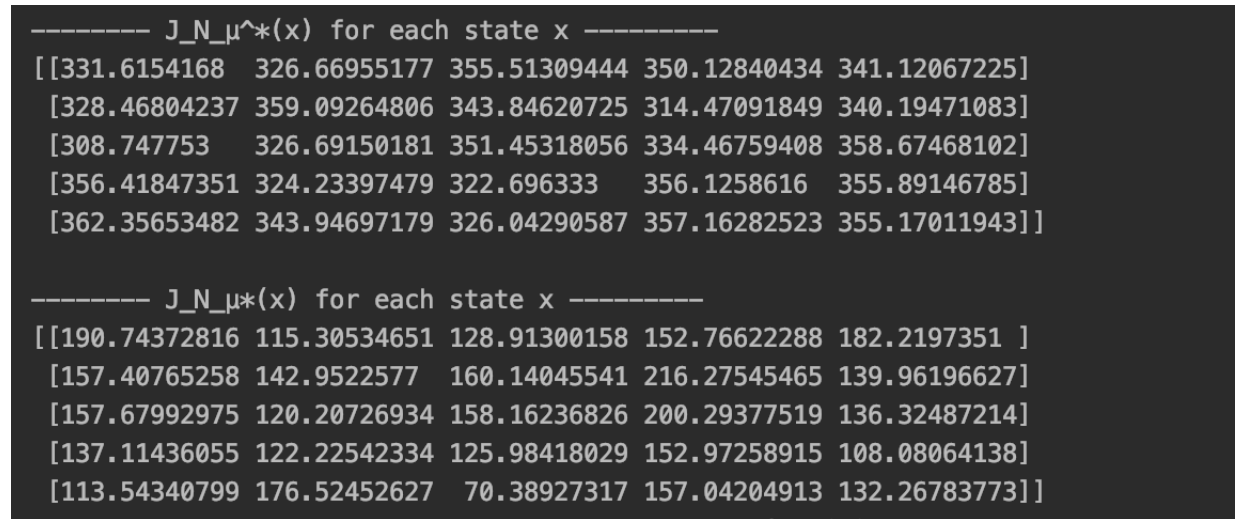 -------- J_N_μ^*(x) for each state x ---------
[[331.6154168  326.66955177 355.51309444 350.12840434 341.12067225]
 [328.46804237 359.09264806 343.84620725 314.47091849 340.19471083]
 [308.747753   326.69150181 351.45318056 334.46759408 358.67468102]
 [356.41847351 324.23397479 322.696333   356.1258616  355.89146785]
 [362.35653482 343.94697179 326.04290587 357.16282523 355.17011943]]
-------- J_N_μ*(x) for each state x ---------
[[190.74372816 115.30534651 128.91300158 152.76622288 182.2197351 ]
 [157.40765258 142.9522577  160.14045541 216.27545465 139.96196627]
 [157.67992975 120.20726934 158.16236826 200.29377519 136.32487214]
 [137.11436055 122.22542334 125.98418029 152.97258915 108.08064138]
 [113.54340799 176.52452627  70.38927317 157.04204913 132.26783773]]